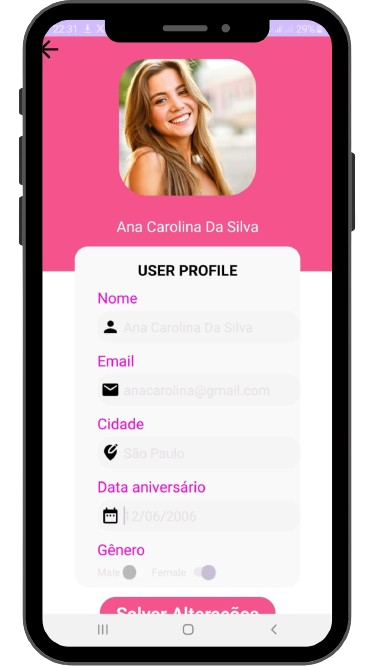 22:31
29%
Ana Carolina Da Silva
USER PROFILE
Nome
Ana Carolina Da Silva
Email
anacarolina@gmail.com
Cidade
São Paulo
Data aniversário
12/06/2006
Gênero
Male Female
Salvar Alterações